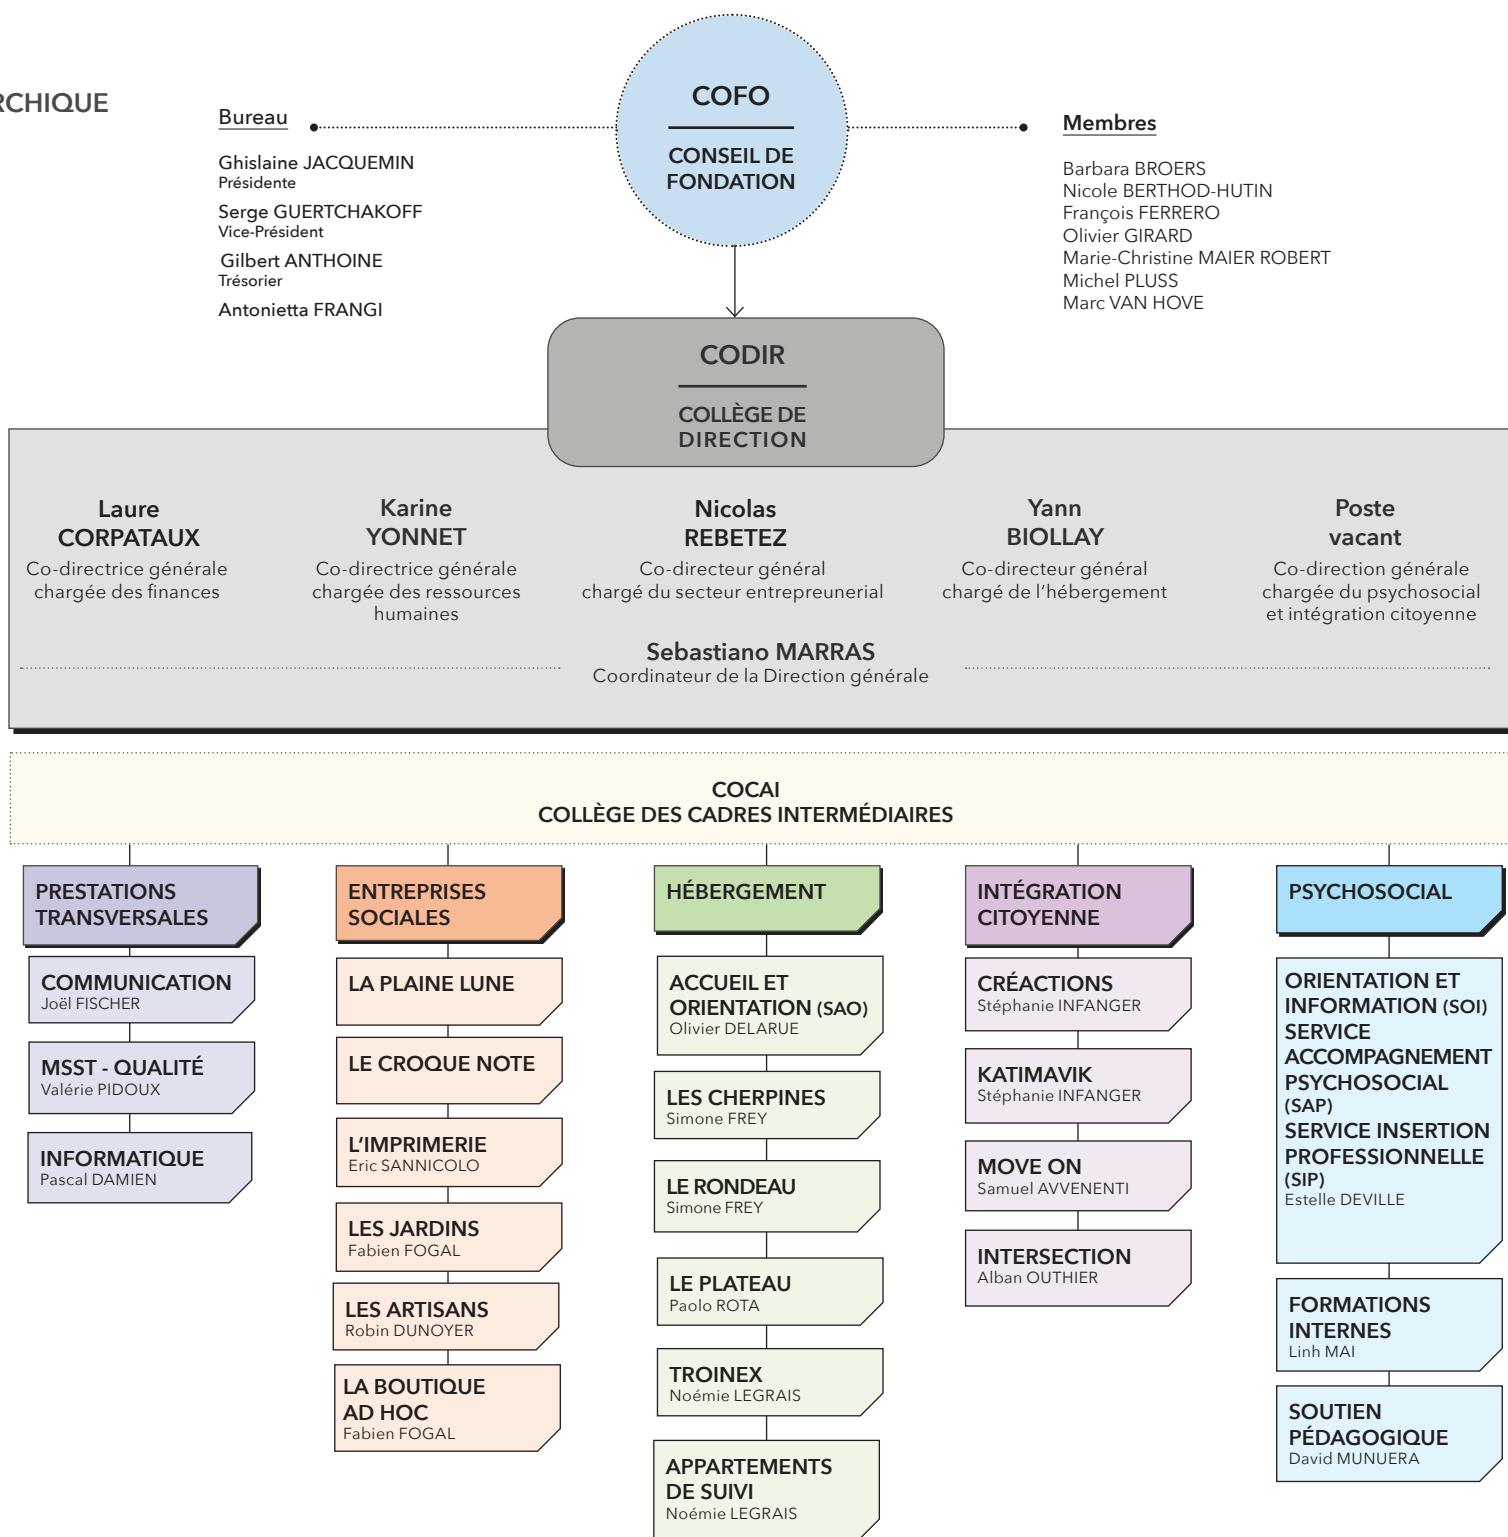 RCHIQUE
Bureau
Ghislaine JACQUEMIN
Présidente
Serge GUERTCHAKOFF
Vice-Président
Gilbert ANTHOINE
Trésorier
Antonietta FRANGI
COFO
CONSEIL DE
FONDATION
Membres
Barbara BROERS
Nicole BERTHOD-HUTIN
François FERRERO
Olivier GIRARD
Marie-Christine MAIER ROBERT
Michel PLUSS
Marc VAN HOVE
CODIR
COLLÈGE DE
DIRECTION
Laure
CORPATAUX
Co-directrice générale
chargée des finances
Karine
YONNET
Co-directrice générale
chargée des ressources
humaines
Nicolas
REBETEZ
Co-directeur général
chargé du secteur entrepreunerial
Yann
BIOLLAY
Co-directeur général
chargé de l'hébergement
Poste
vacant
Co-direction générale
chargée du psychosocial
et intégration citoyenne
Sebastiano MARRAS
Coordinateur de la Direction générale
COCAI
COLLÈGE DES CADRES INTERMÉDIAIRES
PRESTATIONS
TRANSVERSALES
COMMUNICATION
Joël FISCHER
MSST - QUALITÉ
Valérie PIDOUX
INFORMATIQUE
Pascal DAMIEN
ENTREPRISES
SOCIALES
LA PLAINE LUNE
LE CROQUE NOTE
L'IMPRIMERIE
Eric SANNICOLO
LES JARDINS
Fabien FOGAL
LES ARTISANS
Robin DUNOYER
LA BOUTIQUE
AD HOC
Fabien FOGAL
HÉBERGEMENT
ACCUEIL ET
ORIENTATION (SAO)
Olivier DELARUE
LES CHERPINES
Simone FREY
LE RONDEAU
Simone FREY
LE PLATEAU
Paolo ROTA
TROINEX
Noémie LEGRAIS
APPARTEMENTS
DE SUIVI
Noémie LEGRAIS
INTÉGRATION
CITOYENNE
CRÉACTIONS
Stéphanie INFANGER
KATIMAVIK
Stéphanie INFANGER
MOVE ON
Samuel AVVENENTI
INTERSECTION
Alban OUTHIER
PSYCHOSOCIAL
ORIENTATION ET
INFORMATION (SOI)
SERVICE
ACCOMPAGNEMENT
PSYCHOSOCIAL
(SAP)
SERVICE INSERTION
PROFESSIONNELLE
(SIP)
Estelle DEVILLE
FORMATIONS
INTERNES
Linh MAI
SOUTIEN
PÉDAGOGIQUE
David MUNUERA